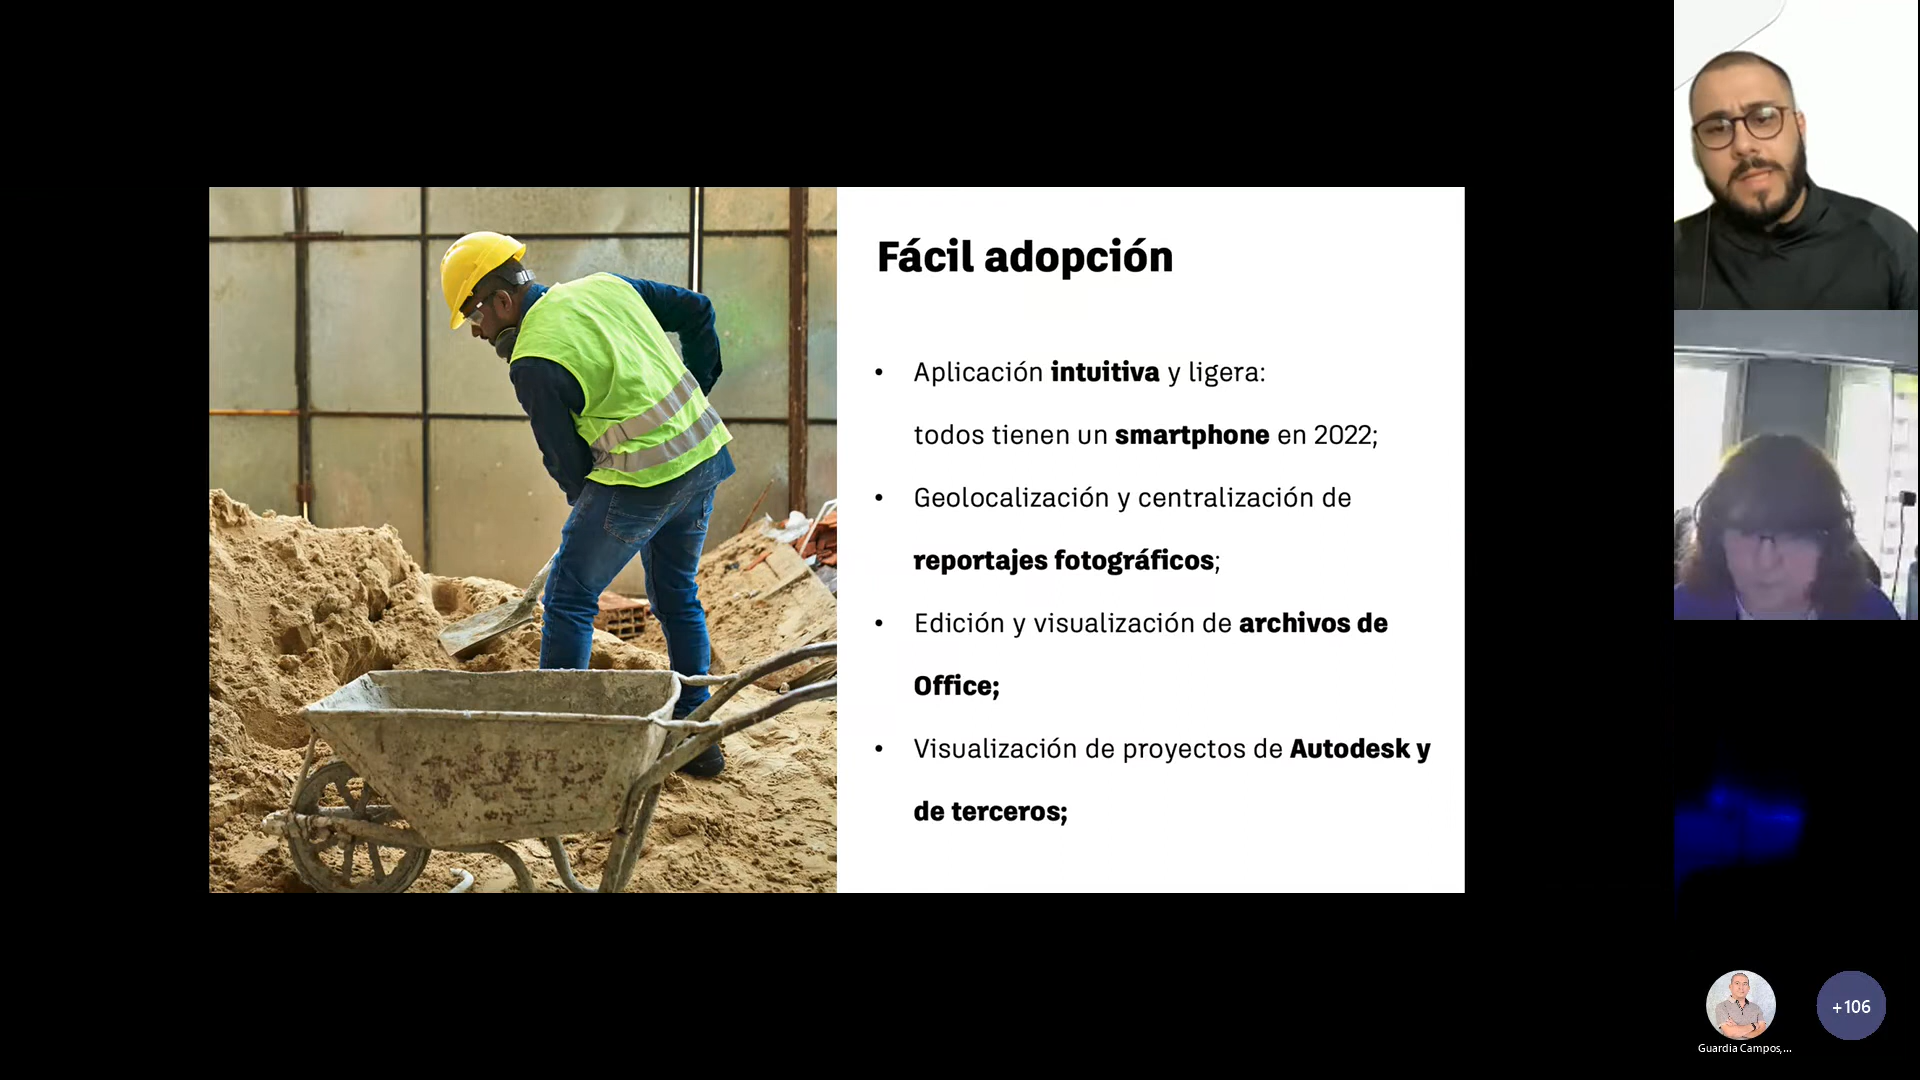 Fácil adopción
• Aplicación intuitiva y ligera:
todos tienen un smartphone en 2022;
• Geolocalización y centralización de
reportajes fotográficos;
• Edición y visualización de archivos de
Office;
• Visualización de proyectos de Autodesk y
de terceros;
+106
Guardia Campos,...